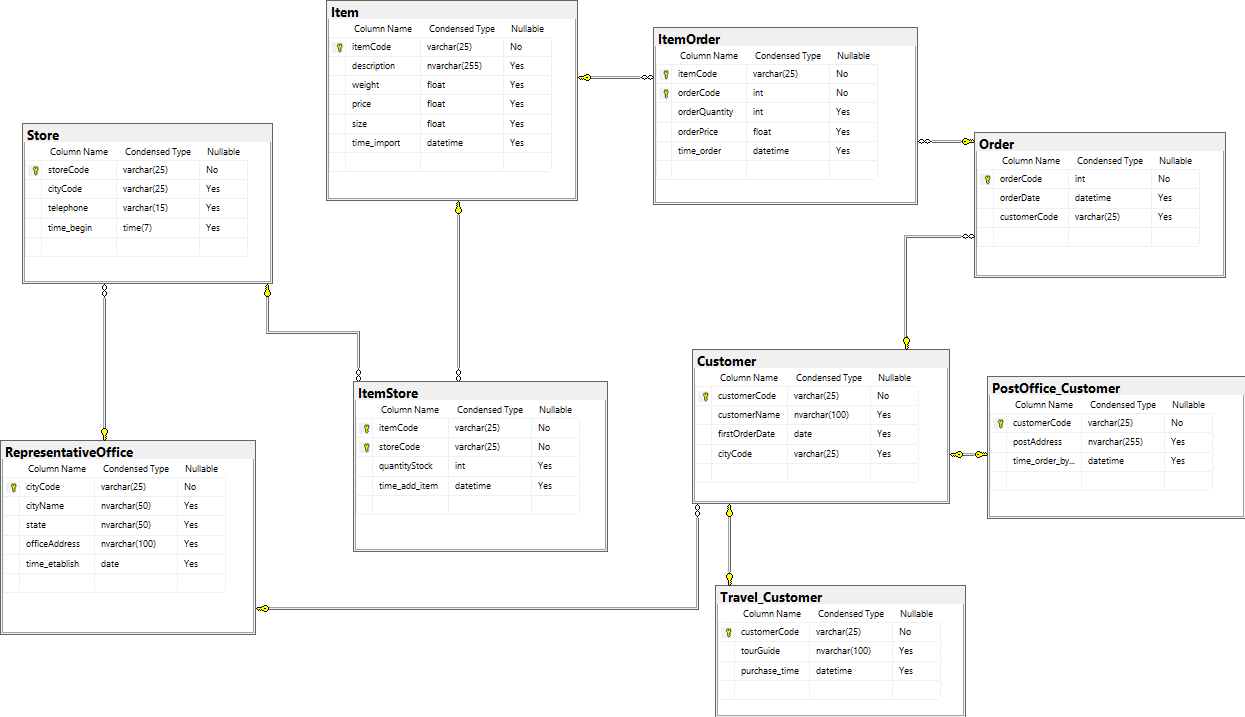 Item
Column Name Condensed Type Nullable
itemCode varchar(25) No
description nvarchar(255) Yes
weight float Yes
price float Yes
size float Yes
time_import datetime Yes
ItemOrder
Column Name Condensed Type Nullable
itemCode varchar(25) No
orderCode int No
orderQuantity int Yes
orderPrice float Yes
time_order datetime Yes
Store
Column Name Condensed Type Nullable
storeCode varchar(25) No
cityCode varchar(25) Yes
telephone varchar(15) Yes
time_begin time(7) Yes
Order
Column Name Condensed Type Nullable
orderCode int No
orderDate datetime Yes
customerCode varchar(25) Yes
Customer
Column Name Condensed Type Nullable
customerCode varchar(25) No
customerName nvarchar(100) Yes
firstOrderDate date Yes
cityCode varchar(25) Yes
PostOffice_Customer
Column Name Condensed Type Nullable
customerCode varchar(25) No
postAddress nvarchar(255) Yes
time_order_by... datetime Yes
ItemStore
Column Name Condensed Type Nullable
itemCode varchar(25) No
storeCode varchar(25) No
quantityStock int Yes
time_add_item datetime Yes
RepresentativeOffice
Column Name Condensed Type Nullable
cityCode varchar(25) No
cityName nvarchar(50) Yes
state nvarchar(50) Yes
officeAddress nvarchar(100) Yes
time_etablish date Yes
Travel_Customer
Column Name Condensed Type Nullable
customerCode varchar(25) No
tourGuide nvarchar(100) Yes
purchase_time datetime Yes